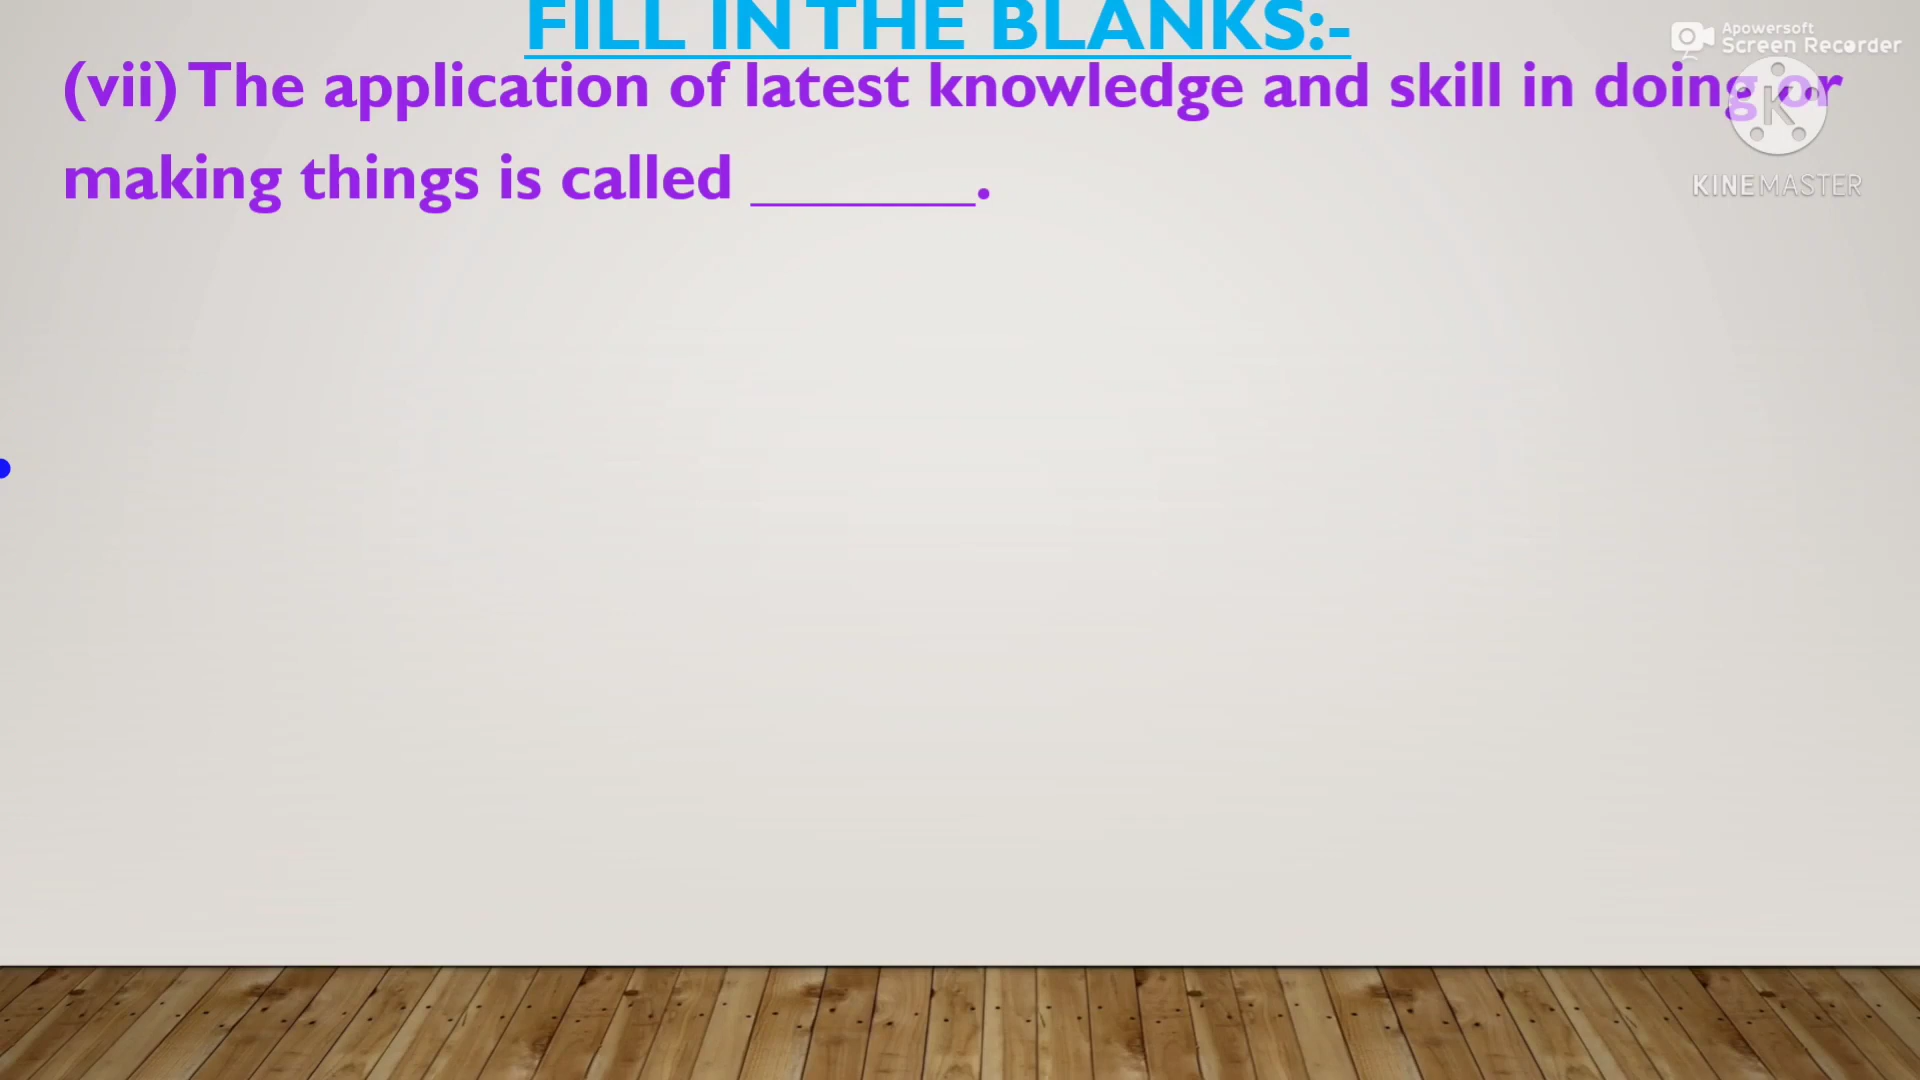 FILL IN THE BLANKS:-
Apowersoft
Screen Recorder
(vii) The application of latest knowledge and skill in doing or
making things is called _______.
K
KINEMASTER